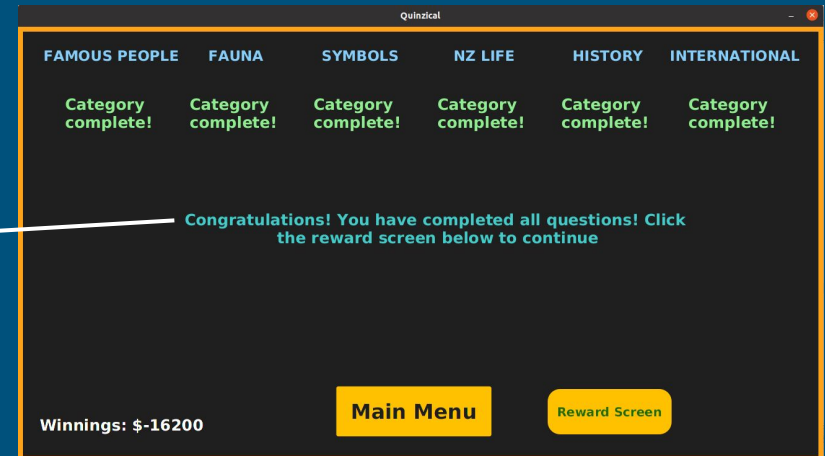 Quinzical
FAMOUS PEOPLE FAUNA SYMBOLS NZ LIFE HISTORY INTERNATIONAL
Category Category Category Category Category Category
complete! complete! complete! complete! complete! complete!
Congratulations! You have completed all questions! Click
the reward screen below to continue
Main Menu
Reward Screen
Winnings: $-16200